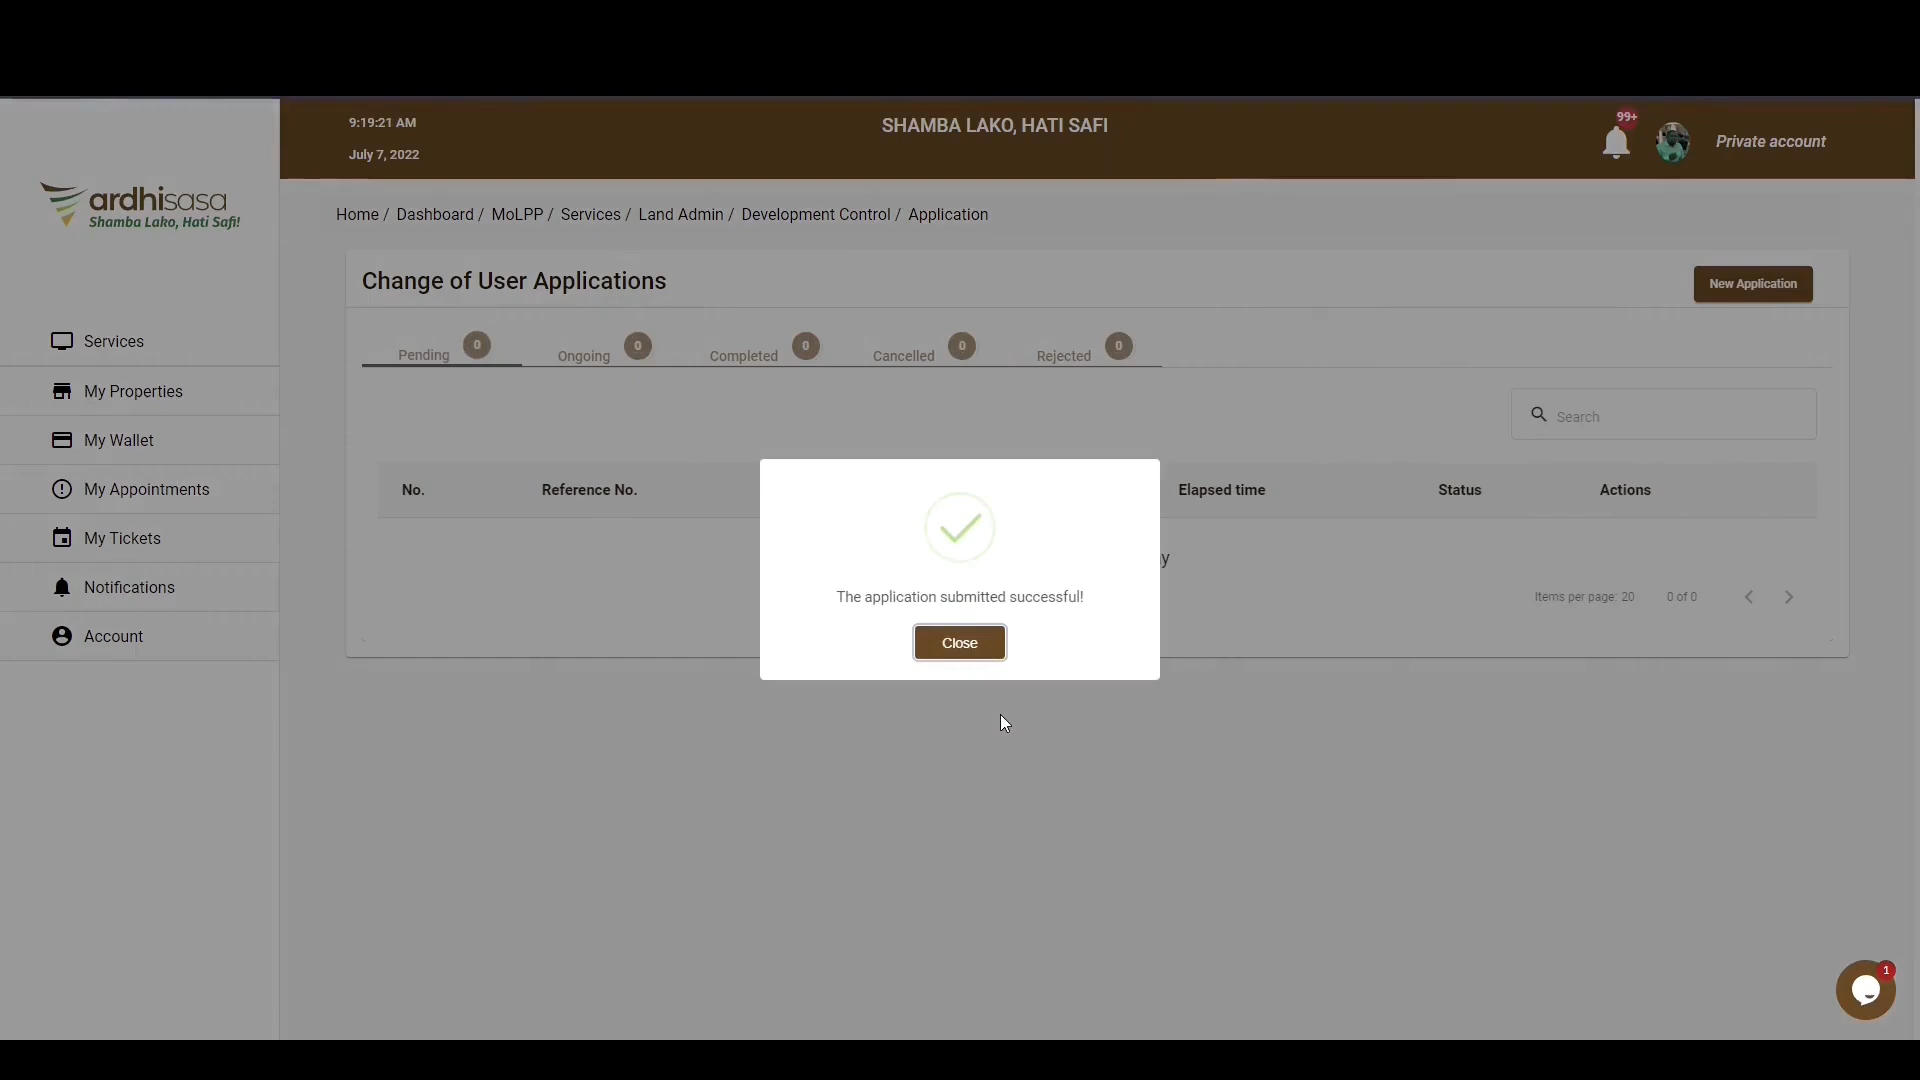 9:19:21 AM
SHAMBA LAKO, HATI SAFI
99+
Private account
July 7, 2022
ardhisasa
Shamba Lako, Hati Safi!
Home / Dashboard / MoLPP / Services / Land Admin / Development Control / Application
Change of User Applications
New Application
Services
My Properties
My Wallet
My Appointments
My Tickets
Notifications
Account
Pending 0
Ongoing 0
Completed 0
Cancelled 0
Rejected 0
Search
No. Reference No. Elapsed time Status Actions
Items per page: 20 0 of 0
The application submitted successful!
Close
1